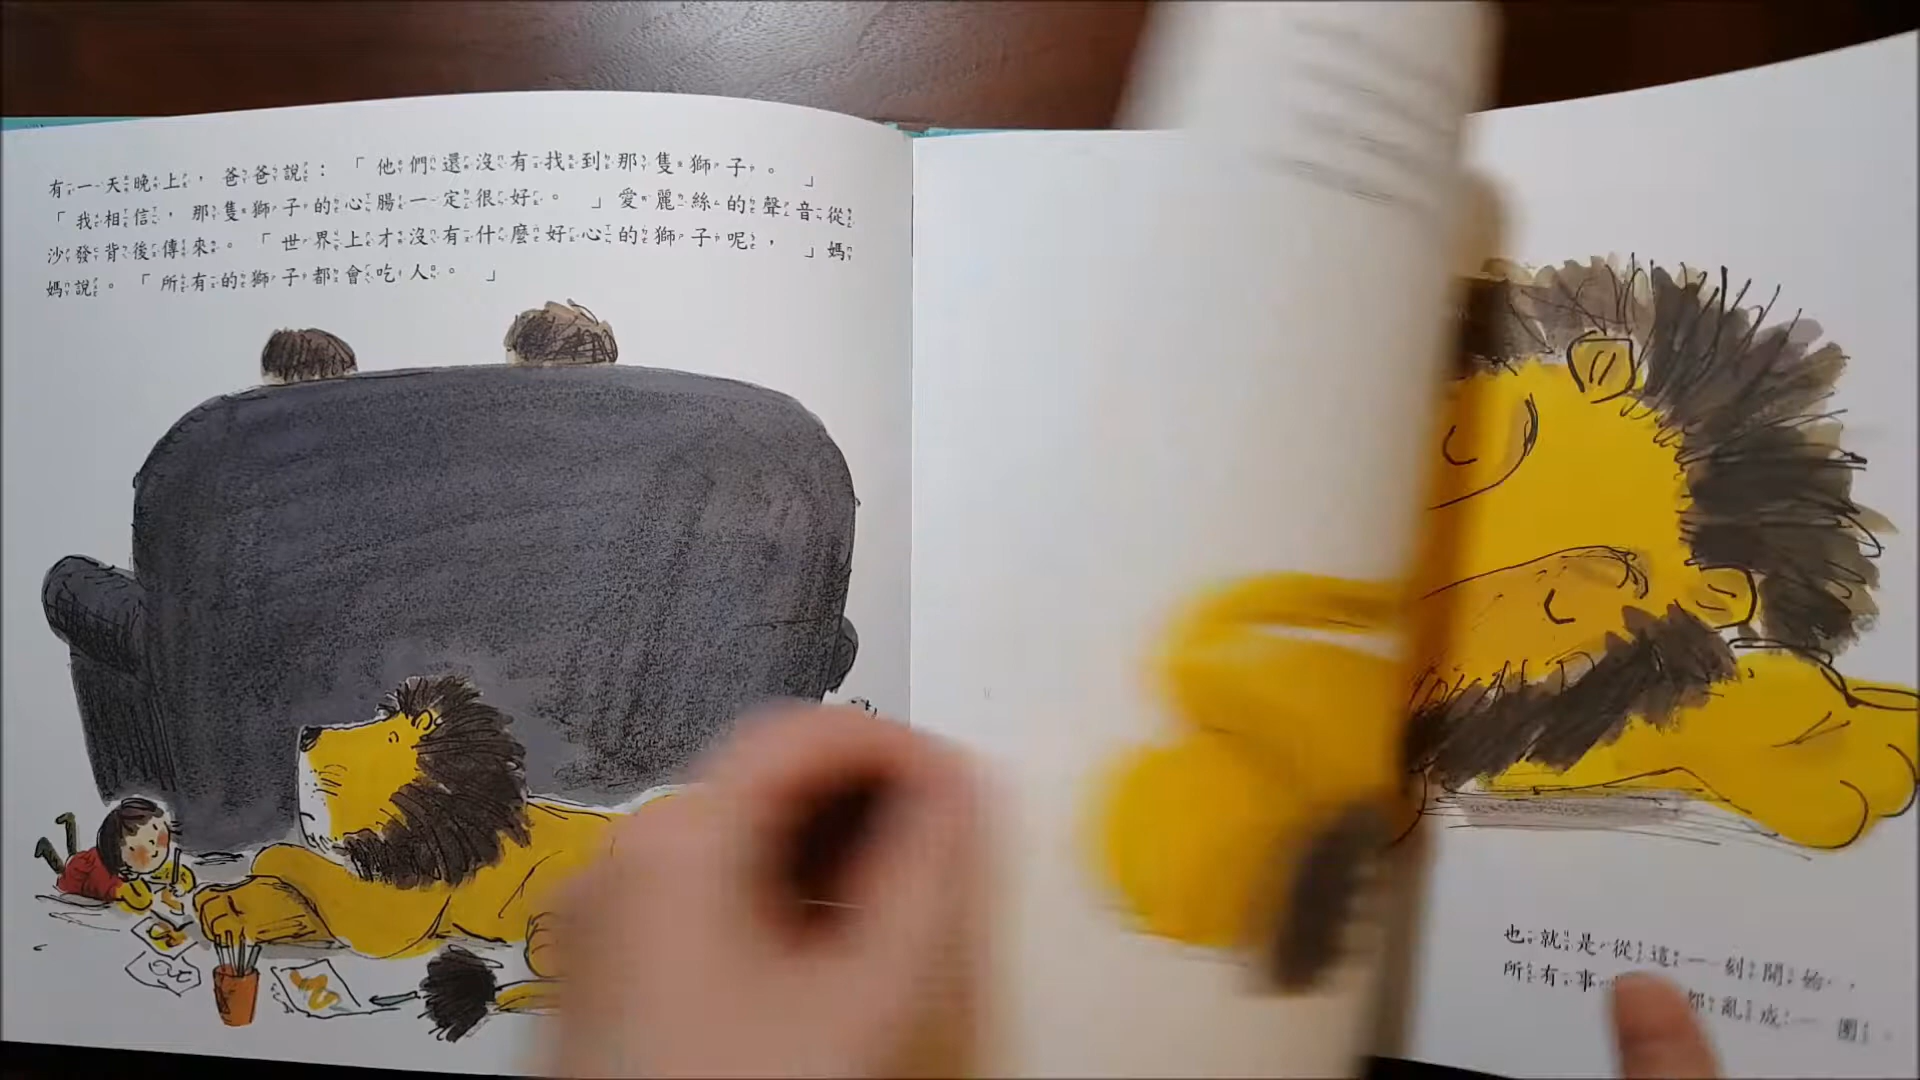 有一天晚上，爸爸說：「他們還沒有找到那隻獅子。」
「我相信，那隻獅子的心腸一定很好。」愛麗絲的聲音從
沙發背後傳來。「世界上才沒有什麼好心的獅子呢，」媽
媽說。「所有的獅子都會吃人。」
也就是從這一刻開始，
所有事 都亂成一團。